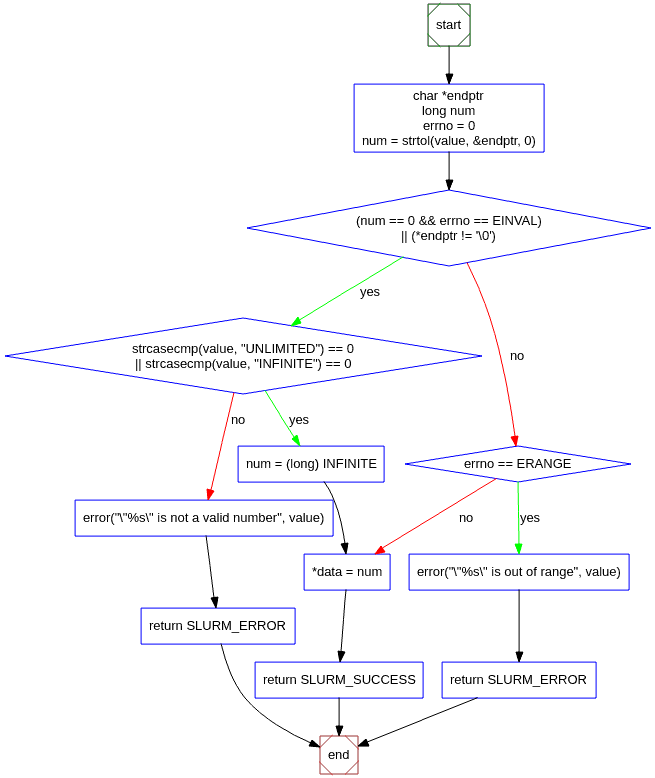 start
char *endptr
long num
errno = 0
num = strtol(value, &endptr, 0)
(num == 0 && errno == EINVAL)
|| (*endptr != '\0')
yes
no
strcasecmp(value, "UNLIMITED") == 0
|| strcasecmp(value, "INFINITE") == 0
no
yes
num = (long) INFINITE
errno == ERANGE
error("\"%s\" is not a valid number", value)
no
yes
*data = num
error("\"%s\" is out of range", value)
return SLURM_ERROR
return SLURM_SUCCESS
return SLURM_ERROR
end